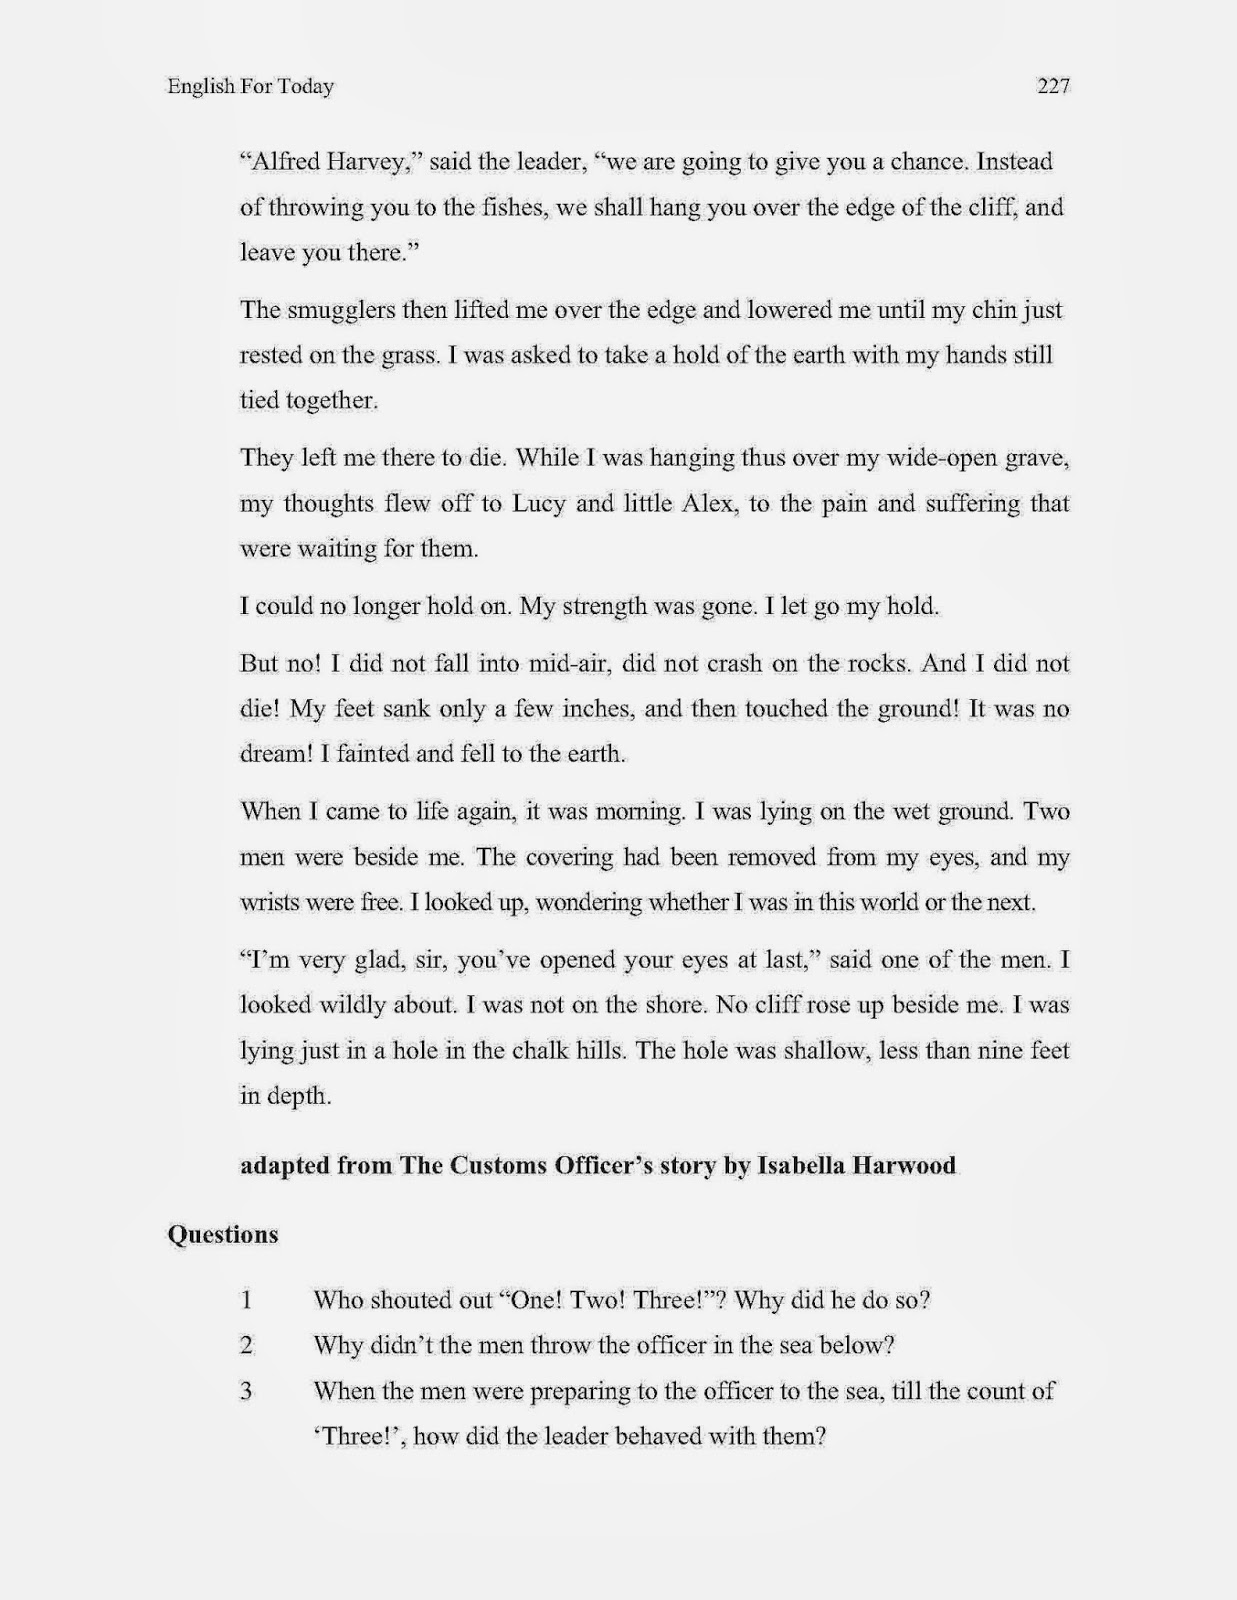 English For Today 227
“Alfred Harvey,” said the leader, “we are going to give you a chance. Instead
of throwing you to the fishes, we shall hang you over the edge of the cliff, and
leave you there.”
The smugglers then lifted me over the edge and lowered me until my chin just
rested on the grass. I was asked to take a hold of the earth with my hands still
tied together.
They left me there to die. While I was hanging thus over my wide-open grave,
my thoughts flew off to Lucy and little Alex, to the pain and suffering that
were waiting for them.
I could no longer hold on. My strength was gone. I let go my hold.
But no! I did not fall into mid-air, did not crash on the rocks. And I did not
die! My feet sank only a few inches, and then touched the ground! It was no
dream! I fainted and fell to the earth.
When I came to life again, it was morning. I was lying on the wet ground. Two
men were beside me. The covering had been removed from my eyes, and my
wrists were free. I looked up, wondering whether I was in this world or the next.
“I’m very glad, sir, you’ve opened your eyes at last,” said one of the men. I
looked wildly about. I was not on the shore. No cliff rose up beside me. I was
lying just in a hole in the chalk hills. The hole was shallow, less than nine feet
in depth.
adapted from The Customs Officer’s story by Isabella Harwood
Questions
1 Who shouted out “One! Two! Three!”? Why did he do so?
2 Why didn’t the men throw the officer in the sea below?
3 When the men were preparing to the officer to the sea, till the count of
‘Three!’, how did the leader behaved with them?